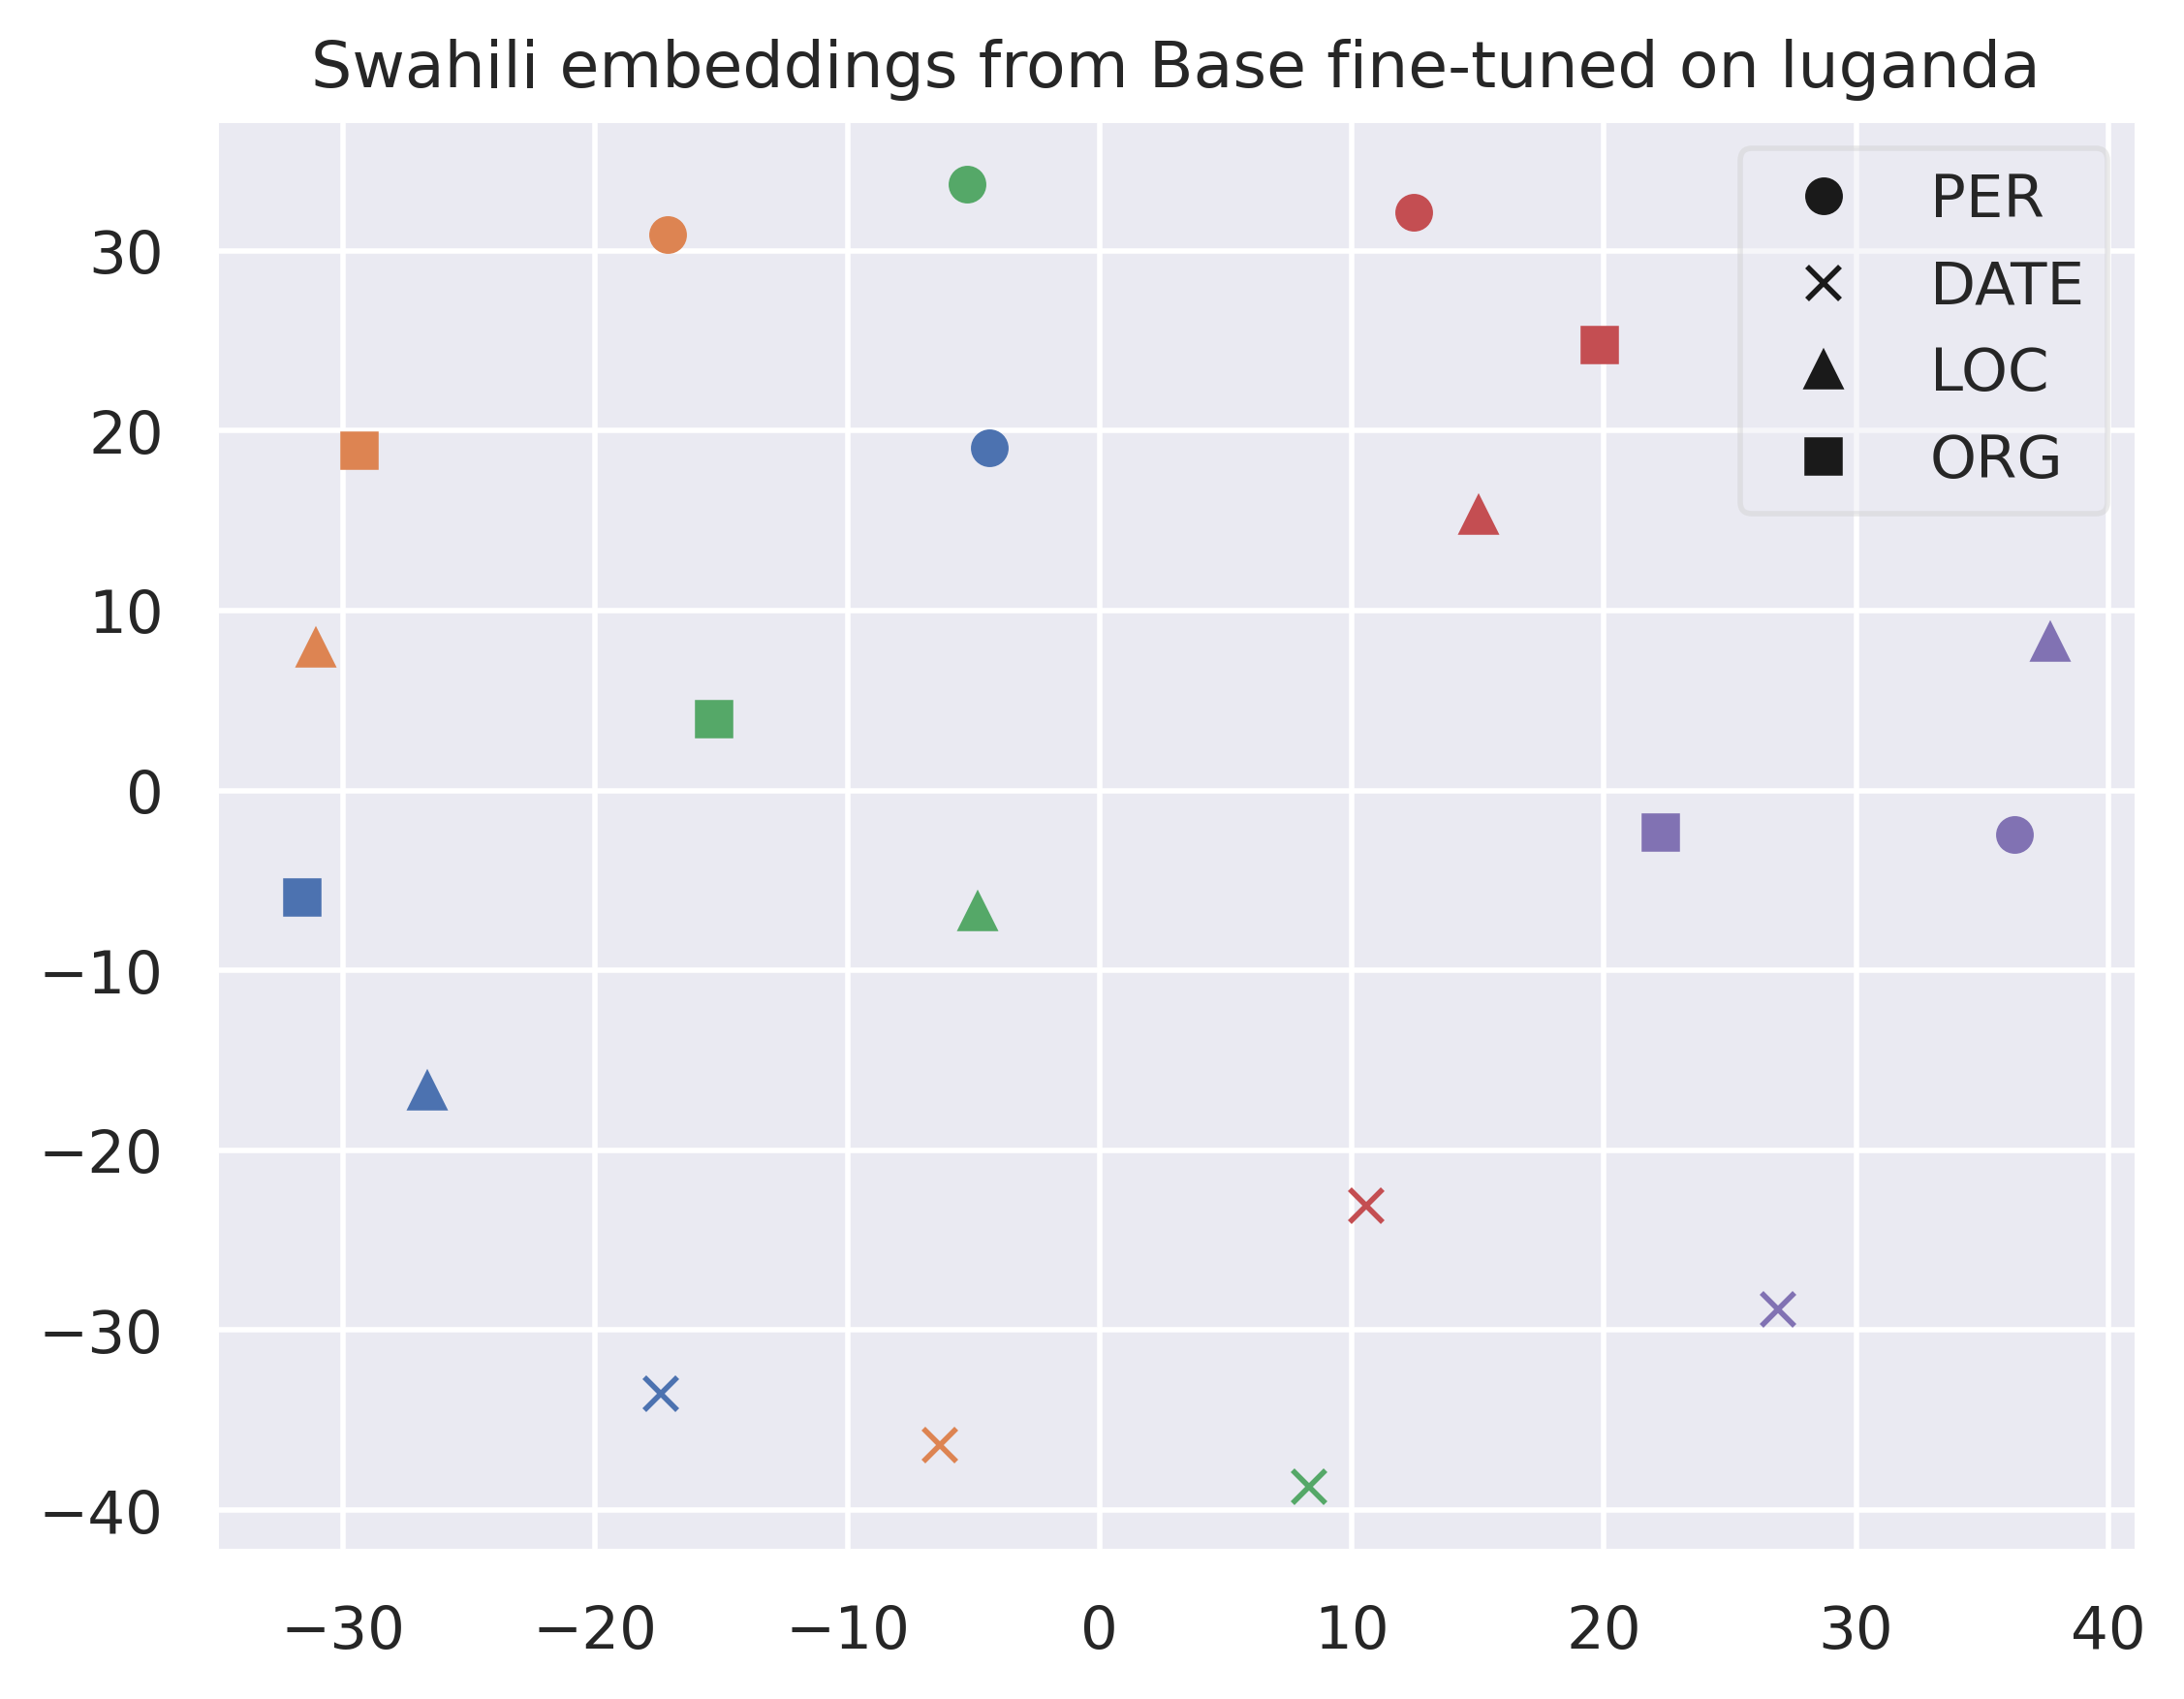 Swahili embeddings from Base fine-tuned on luganda
PER
DATE
LOC
ORG
30
20
10
0
−10
−20
−30
−40
−30 −20 −10 0 10 20 30 40